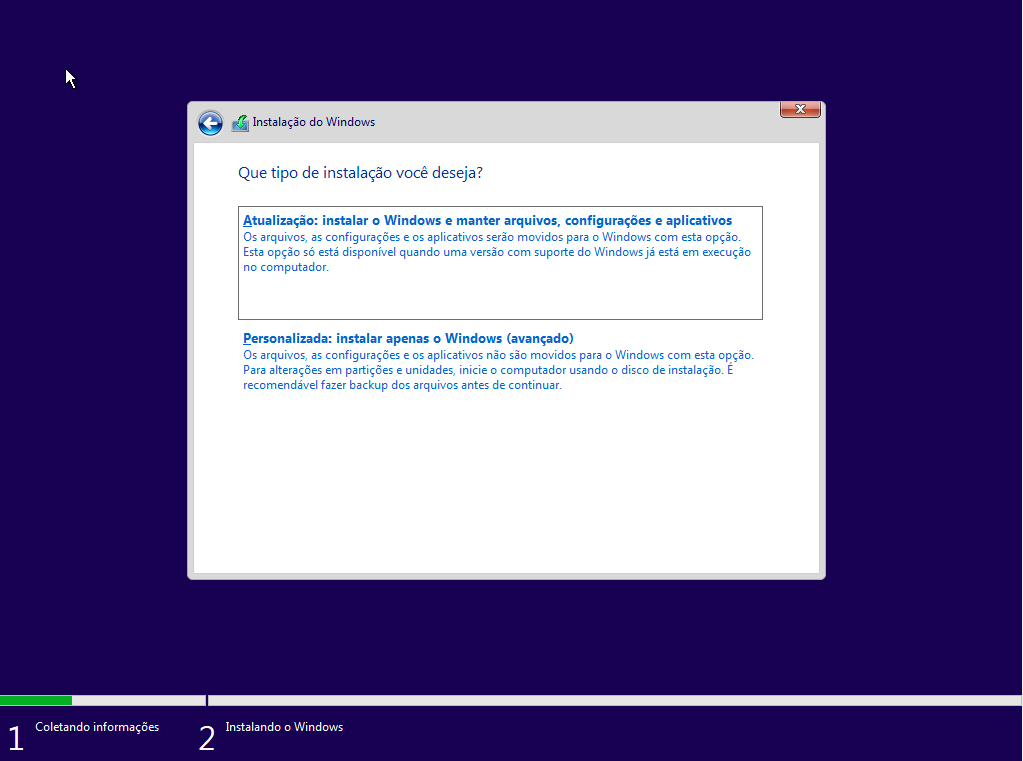 Instalação do Windows
Que tipo de instalação você deseja?
Atualização: instalar o Windows e manter arquivos, configurações e aplicativos
Os arquivos, as configurações e os aplicativos serão movidos para o Windows com esta opção.
Esta opção só está disponível quando uma versão com suporte do Windows já está em execução
no computador.
Personalizada: instalar apenas o Windows (avançado)
Os arquivos, as configurações e os aplicativos não são movidos para o Windows com esta opção.
Para alterações em partições e unidades, inicie o computador usando o disco de instalação. É
recomendável fazer backup dos arquivos antes de continuar.
1 Coletando informações
2 Instalando o Windows